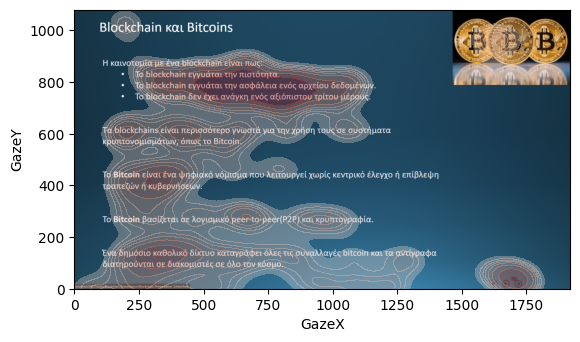 Blockchain και Bitcoins
Η καινοτομία με ένα blockchain είναι πως:
• Το blockchain εγγυάται την πιστότητα.
• Το blockchain εγγυάται την ασφάλεια ενός αρχείου δεδομένων.
• Το blockchain δεν έχει ανάγκη ενός αξιόπιστου τρίτου μέρους.
Τα blockchains είναι περισσότερο γνωστά για την χρήση τους σε συστήματα
κρυπτονομισμάτων, όπως το Bitcoin.
Το Bitcoin είναι ένα ψηφιακό νόμισμα που λειτουργεί χωρίς κεντρικό έλεγχο ή επίβλεψη
τραπεζών ή κυβερνήσεων.
Το Bitcoin βασίζεται σε λογισμικό peer-to-peer(P2P) και κρυπτογραφία.
Ένα δημόσιο καθολικό δίκτυο καταγράφει όλες τις συναλλαγές bitcoin και τα αντίγραφα
διατηρούνται σε διακομιστές σε όλο τον κόσμο.
GazeY
1000
800
600
400
200
0
0 250 500 750 1000 1250 1500 1750
GazeX